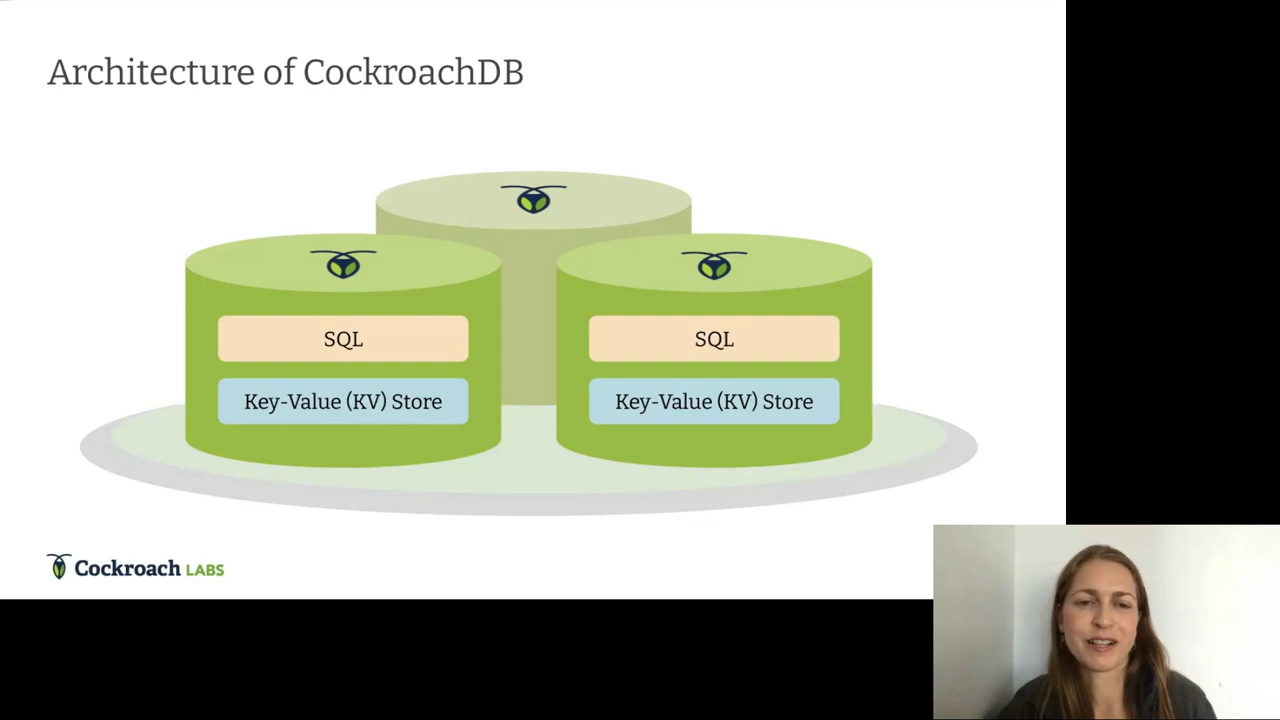 Architecture of CockroachDB
SQL
SQL
Key-Value (KV) Store
Key-Value (KV) Store
Cockroach LABS